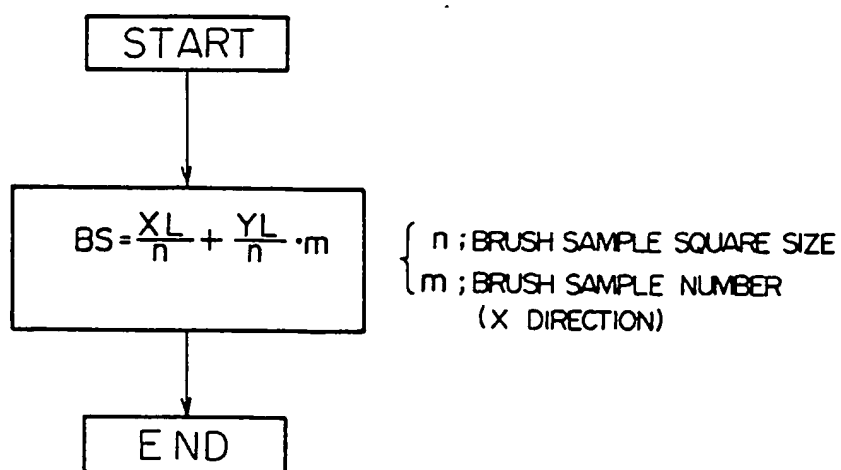 START
BS = XL/n + YL/n · m
{ n ; BRUSH SAMPLE SQUARE SIZE
m ; BRUSH SAMPLE NUMBER
(X DIRECTION)
END